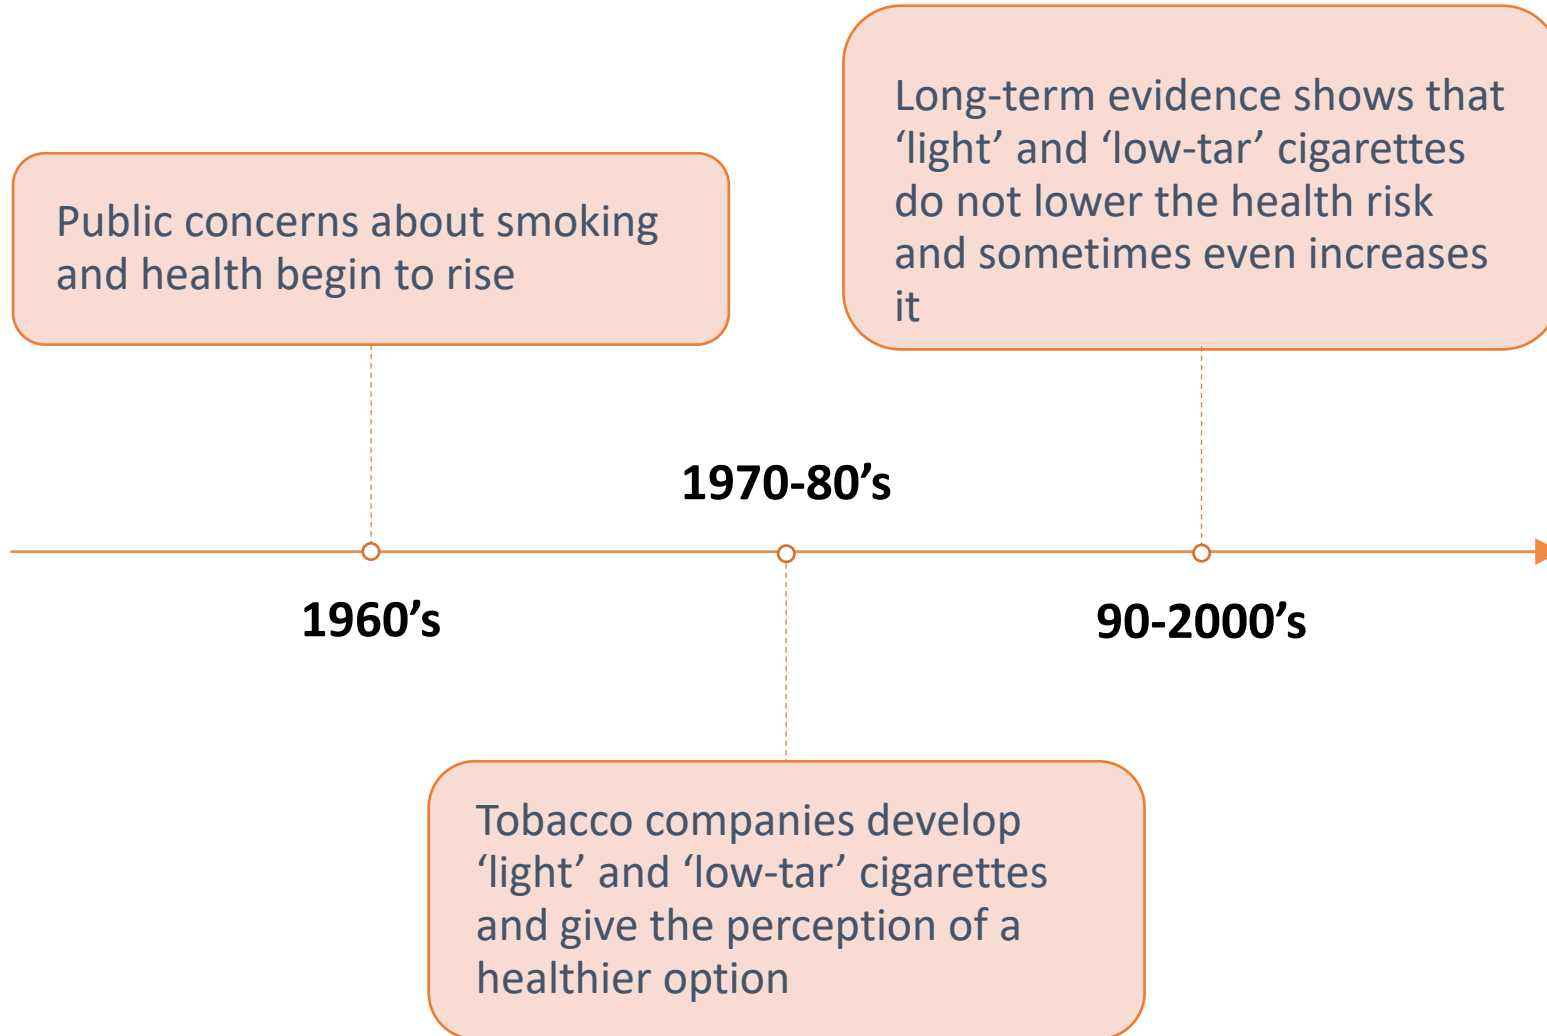 Public concerns about smoking
and health begin to rise
Long-term evidence shows that
‘light’ and ‘low-tar’ cigarettes
do not lower the health risk
and sometimes even increases
it
1970-80’s
1960’s
90-2000’s
Tobacco companies develop
‘light’ and ‘low-tar’ cigarettes
and give the perception of a
healthier option